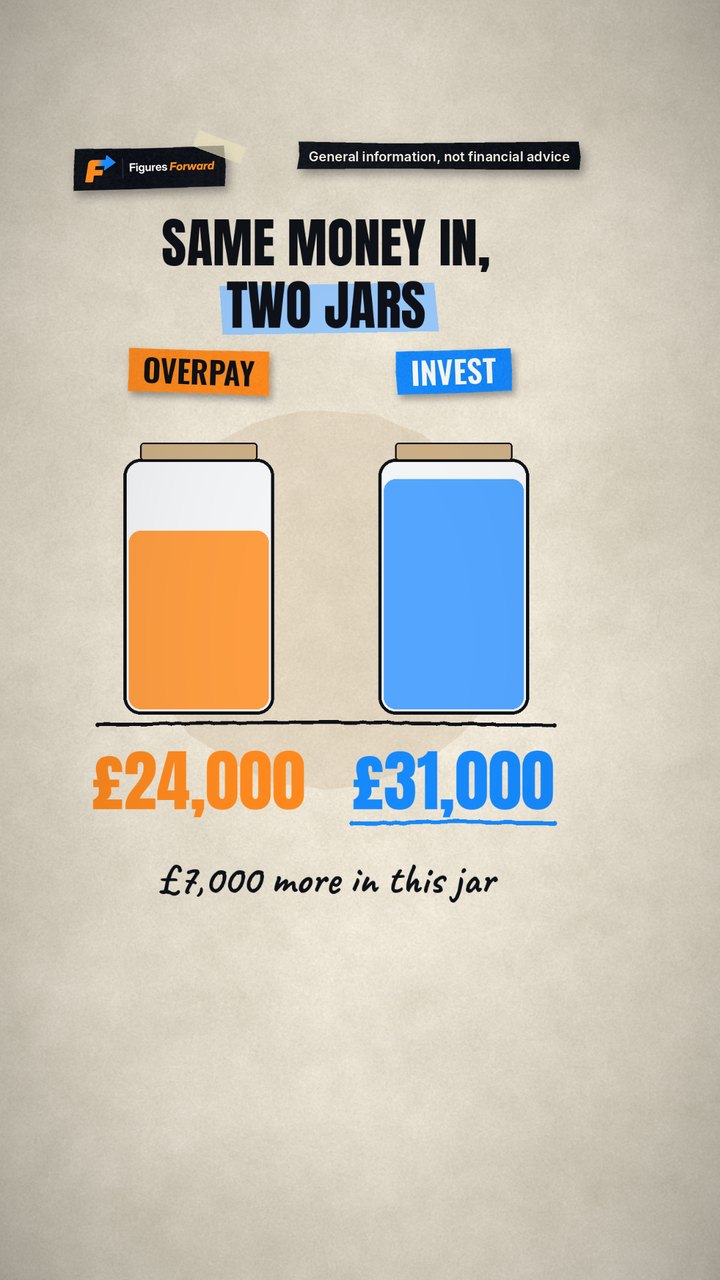 Figures Forward
General information, not financial advice
SAME MONEY IN,
TWO JARS
OVERPAY
INVEST
£24,000
£31,000
£7,000 more in this jar